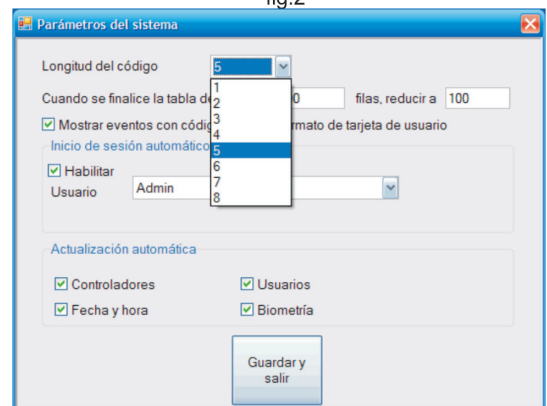 fig.2
Parámetros del sistema
Longitud del código 5
1
2
3
4
5
6
7
8
Cuando se finalice la tabla de 0 filas, reducir a 100
Mostrar eventos con códig rmato de tarjeta de usuario
Inicio de sesión automático
Habilitar
Usuario Admin
Actualización automática
Controladores Usuarios
Fecha y hora Biometría
Guardar y
salir